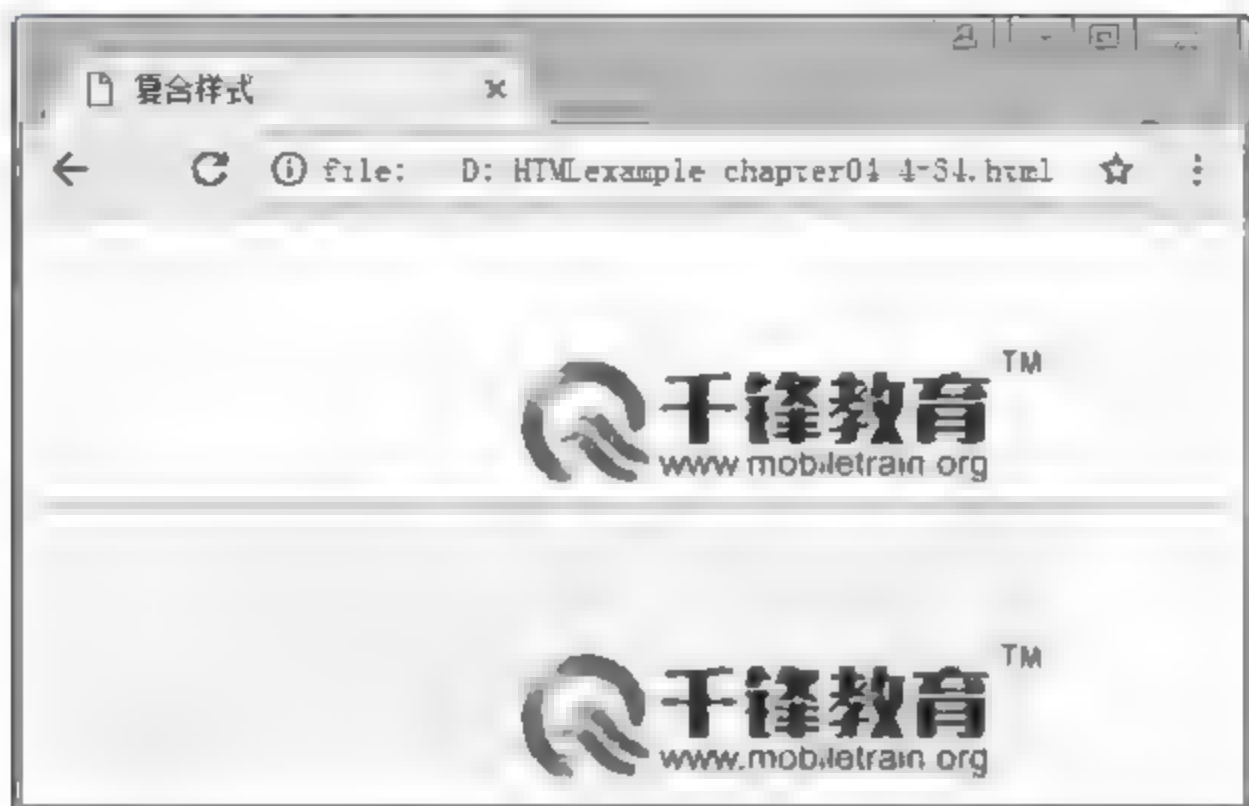 复合样式
file: D: HTMLexample chapter04 4-34.html
TM
千锋教育
www.mobiletrain.org
TM
千锋教育
www.mobiletrain.org